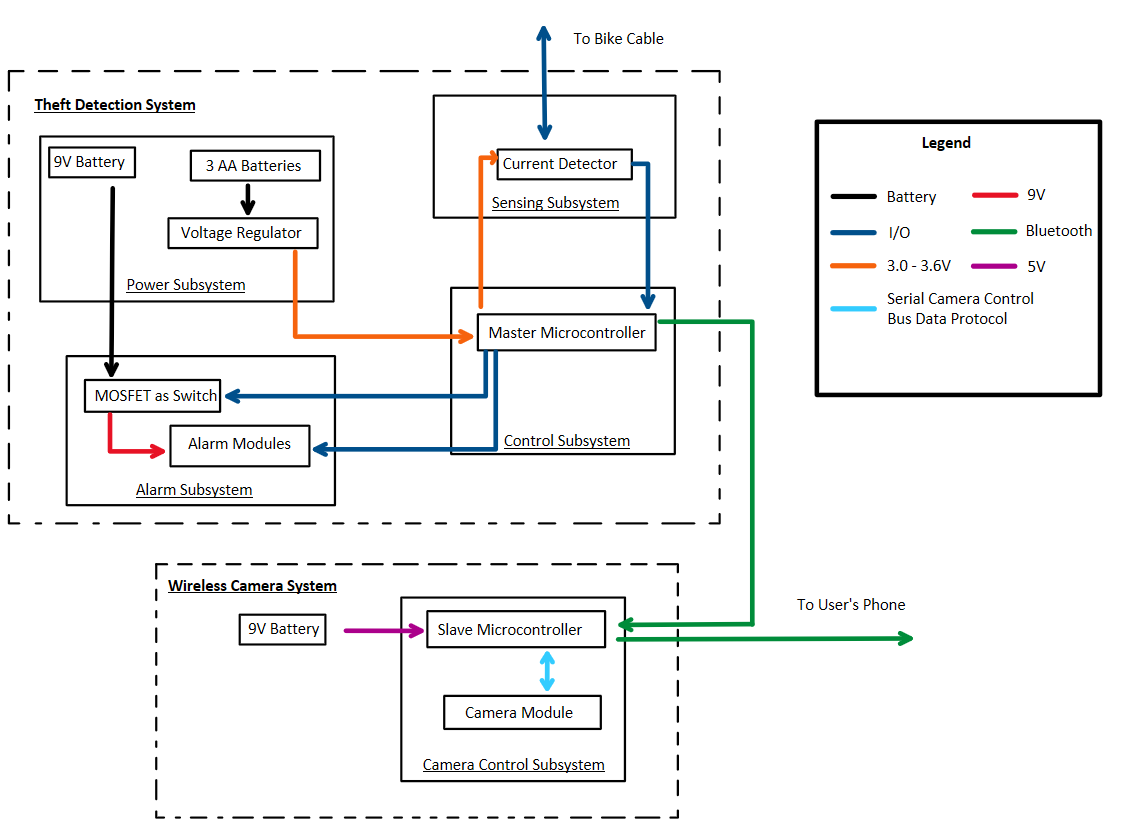 To Bike Cable
Theft Detection System
9V Battery
3 AA Batteries
Voltage Regulator
Power Subsystem
Current Detector
Sensing Subsystem
Master Microcontroller
Control Subsystem
MOSFET as Switch
Alarm Modules
Alarm Subsystem
Legend
Battery
9V
I/O
Bluetooth
3.0 - 3.6V
5V
Serial Camera Control
Bus Data Protocol
Wireless Camera System
9V Battery
Slave Microcontroller
Camera Module
Camera Control Subsystem
To User's Phone